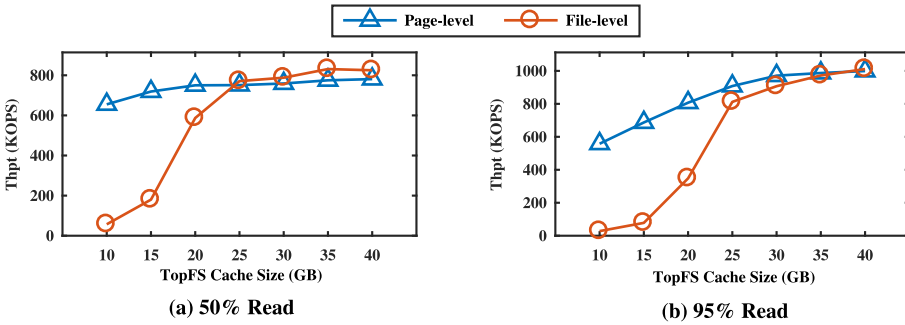 Page-level File-level
Thpt (KOPS)
800
600
400
200
0
10 15 20 25 30 35 40
TopFS Cache Size (GB)
(a) 50% Read
Thpt (KOPS)
1000
800
600
400
200
0
10 15 20 25 30 35 40
TopFS Cache Size (GB)
(b) 95% Read